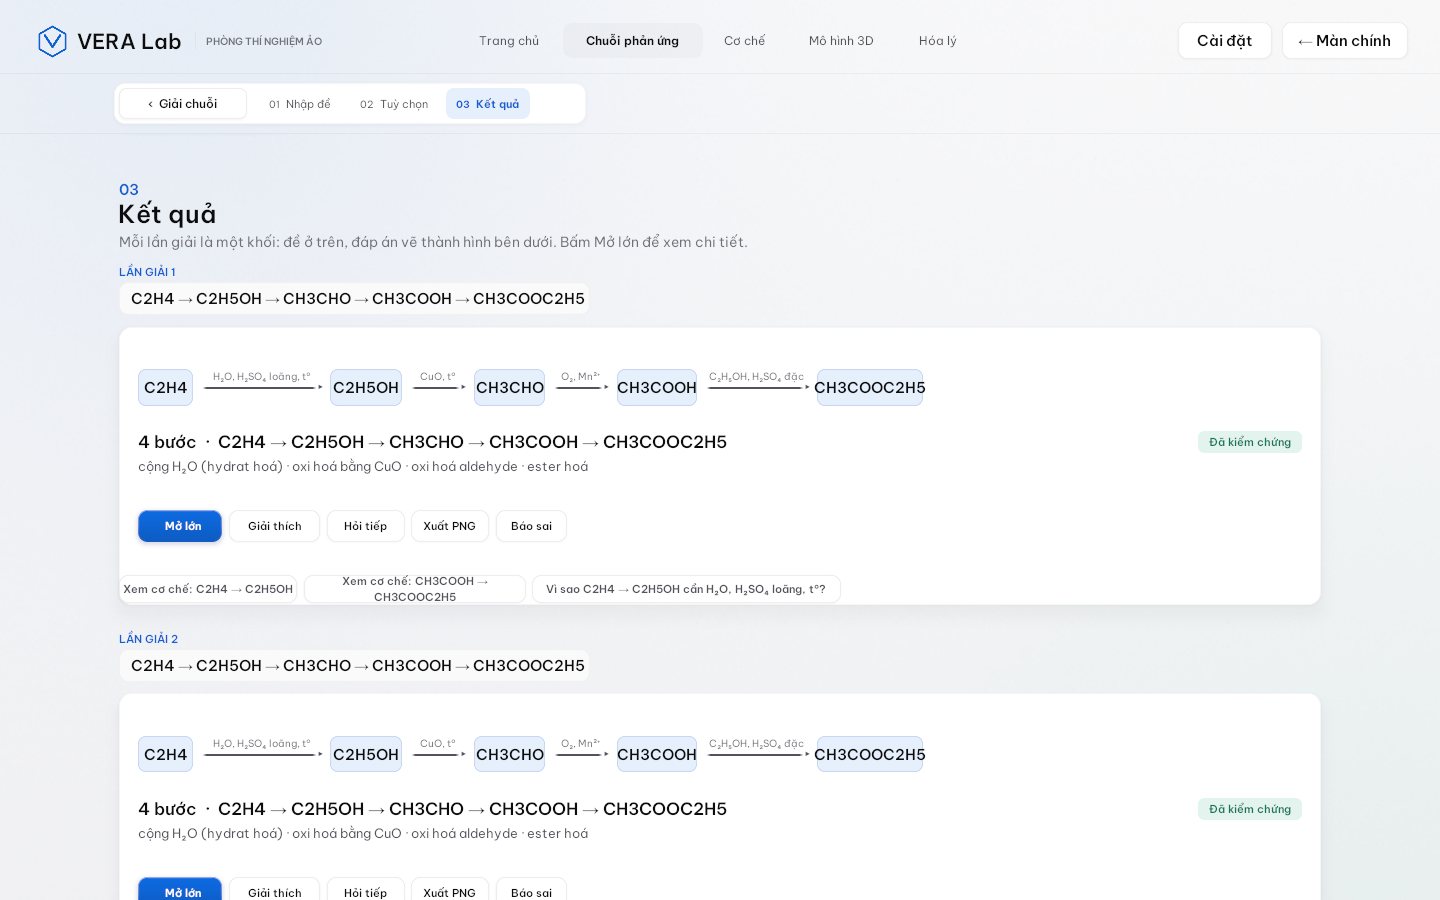 VERA Lab
PHÒNG THÍ NGHIỆM ẢO
Trang chủ
Chuỗi phản ứng
Cơ chế
Mô hình 3D
Hóa lý
Cài đặt
← Màn chính
‹ Giải chuỗi
01 Nhập đề
02 Tuỳ chọn
03 Kết quả
03
Kết quả
Mỗi lần giải là một khối: đề ở trên, đáp án vẽ thành hình bên dưới. Bấm Mở lớn để xem chi tiết.
LẦN GIẢI 1
C2H4 → C2H5OH → CH3CHO → CH3COOH → CH3COOC2H5
C2H4
H₂O, H₂SO₄ loãng, t°
C2H5OH
CuO, t°
CH3CHO
O₂, Mn²⁺
CH3COOH
C₂H₅OH, H₂SO₄ đặc
CH3COOC2H5
4 bước · C2H4 → C2H5OH → CH3CHO → CH3COOH → CH3COOC2H5
Đã kiểm chứng
cộng H₂O (hydrat hoá) · oxi hoá bằng CuO · oxi hoá aldehyde · ester hoá
Mở lớn
Giải thích
Hỏi tiếp
Xuất PNG
Báo sai
Xem cơ chế: C2H4 → C2H5OH
Xem cơ chế: CH3COOH →
CH3COOC2H5
Vì sao C2H4 → C2H5OH cần H₂O, H₂SO₄ loãng, t°?
LẦN GIẢI 2
C2H4 → C2H5OH → CH3CHO → CH3COOH → CH3COOC2H5
C2H4
H₂O, H₂SO₄ loãng, t°
C2H5OH
CuO, t°
CH3CHO
O₂, Mn²⁺
CH3COOH
C₂H₅OH, H₂SO₄ đặc
CH3COOC2H5
4 bước · C2H4 → C2H5OH → CH3CHO → CH3COOH → CH3COOC2H5
Đã kiểm chứng
cộng H₂O (hydrat hoá) · oxi hoá bằng CuO · oxi hoá aldehyde · ester hoá
Mở lớn
Giải thích
Hỏi tiếp
Xuất PNG
Báo sai